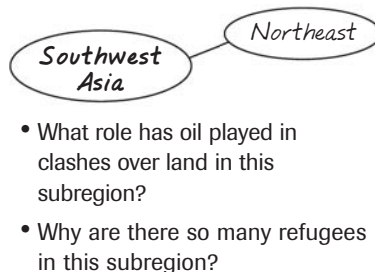 Northeast
Southwest
Asia
• What role has oil played in
clashes over land in this
subregion?
• Why are there so many refugees
in this subregion?